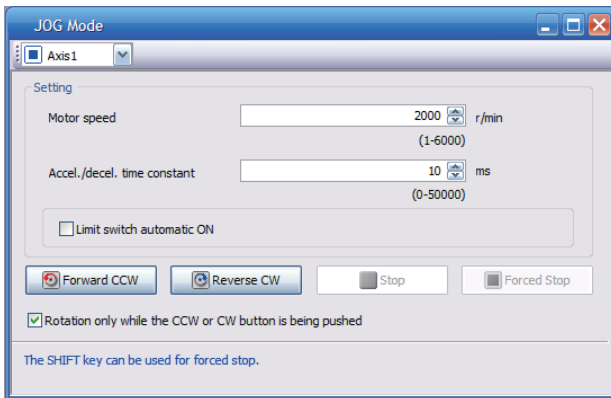 JOG Mode
Axis1
Setting
Motor speed 2000 r/min
(1-6000)
Accel./decel. time constant 10 ms
(0-50000)
Limit switch automatic ON
Forward CCW Reverse CW Stop Forced Stop
Rotation only while the CCW or CW button is being pushed
The SHIFT key can be used for forced stop.